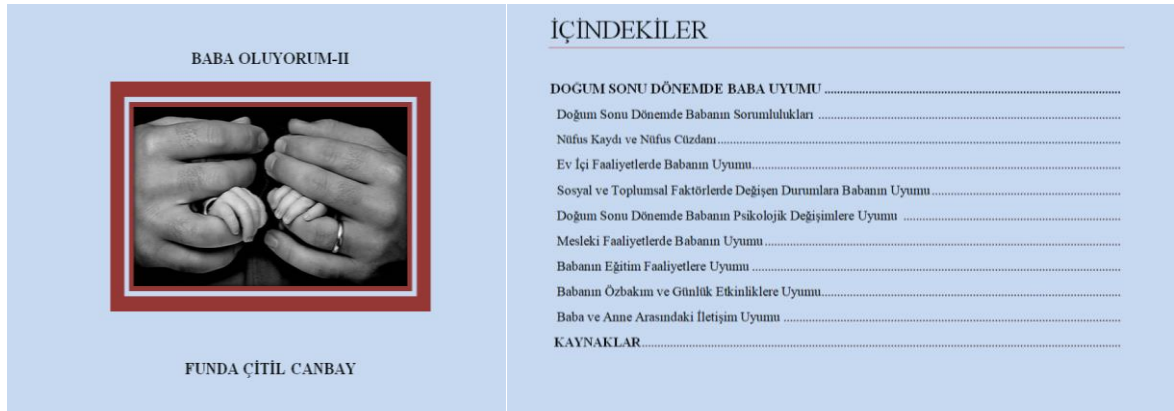 BABA OLUYORUM-II
FUNDA ÇİTİL CANBAY
İÇİNDEKİLER
DOĞUM SONU DÖNEMDE BABA UYUMU
Doğum Sonu Dönemde Babanın Sorumlulukları
Nüfus Kaydı ve Nüfus Cüzdanı
Ev İçi Faaliyetlerde Babanın Uyumu
Sosyal ve Toplumsal Faktörlerde Değişen Durumlara Babanın Uyumu
Doğum Sonu Dönemde Babanın Psikolojik Değişimlere Uyumu
Mesleki Faaliyetlerde Babanın Uyumu
Babanın Eğitim Faaliyetlere Uyumu
Babanın Özbakım ve Günlük Etkinliklere Uyumu
Baba ve Anne Arasındaki İletişim Uyumu
KAYNAKLAR